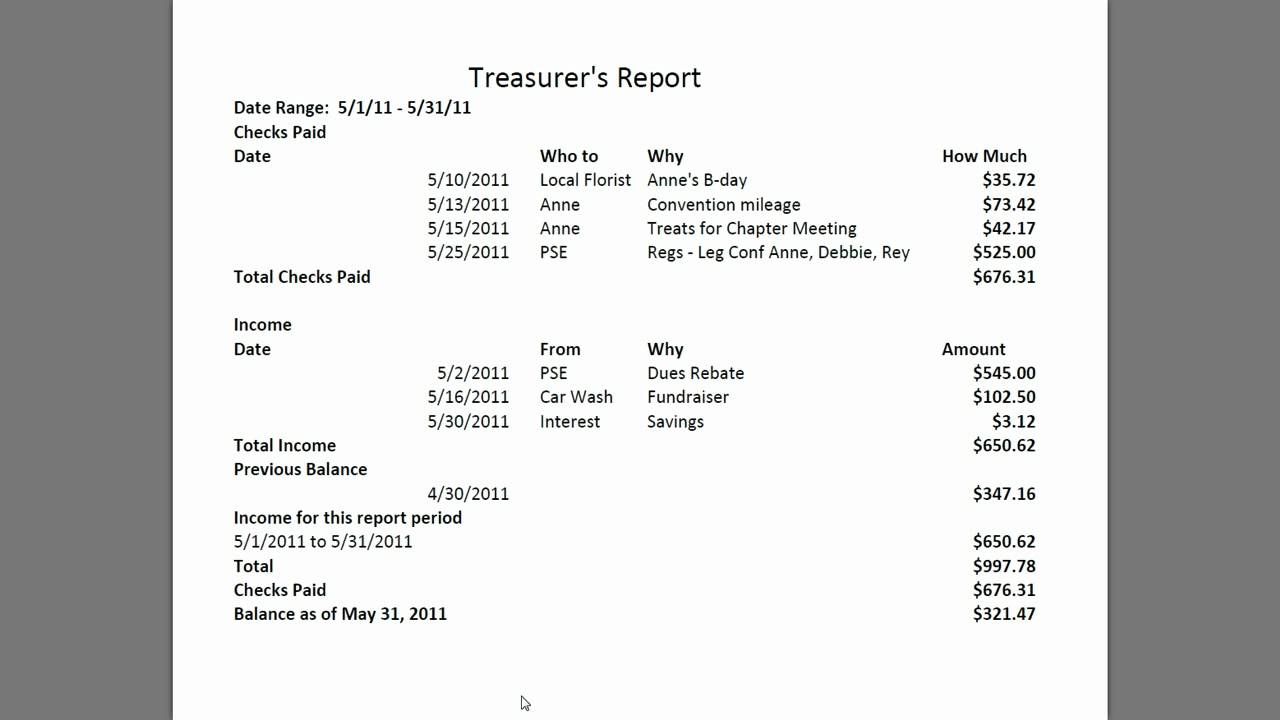 Treasurer's Report
Date Range: 5/1/11 - 5/31/11
Checks Paid
Date Who to Why How Much
5/10/2011 Local Florist Anne's B-day $35.72
5/13/2011 Anne Convention mileage $73.42
5/15/2011 Anne Treats for Chapter Meeting $42.17
5/25/2011 PSE Regs - Leg Conf Anne, Debbie, Rey $525.00
Total Checks Paid $676.31
Income
Date From Why Amount
5/2/2011 PSE Dues Rebate $545.00
5/16/2011 Car Wash Fundraiser $102.50
5/30/2011 Interest Savings $3.12
Total Income $650.62
Previous Balance
4/30/2011 $347.16
Income for this report period
5/1/2011 to 5/31/2011 $650.62
Total $997.78
Checks Paid $676.31
Balance as of May 31, 2011 $321.47